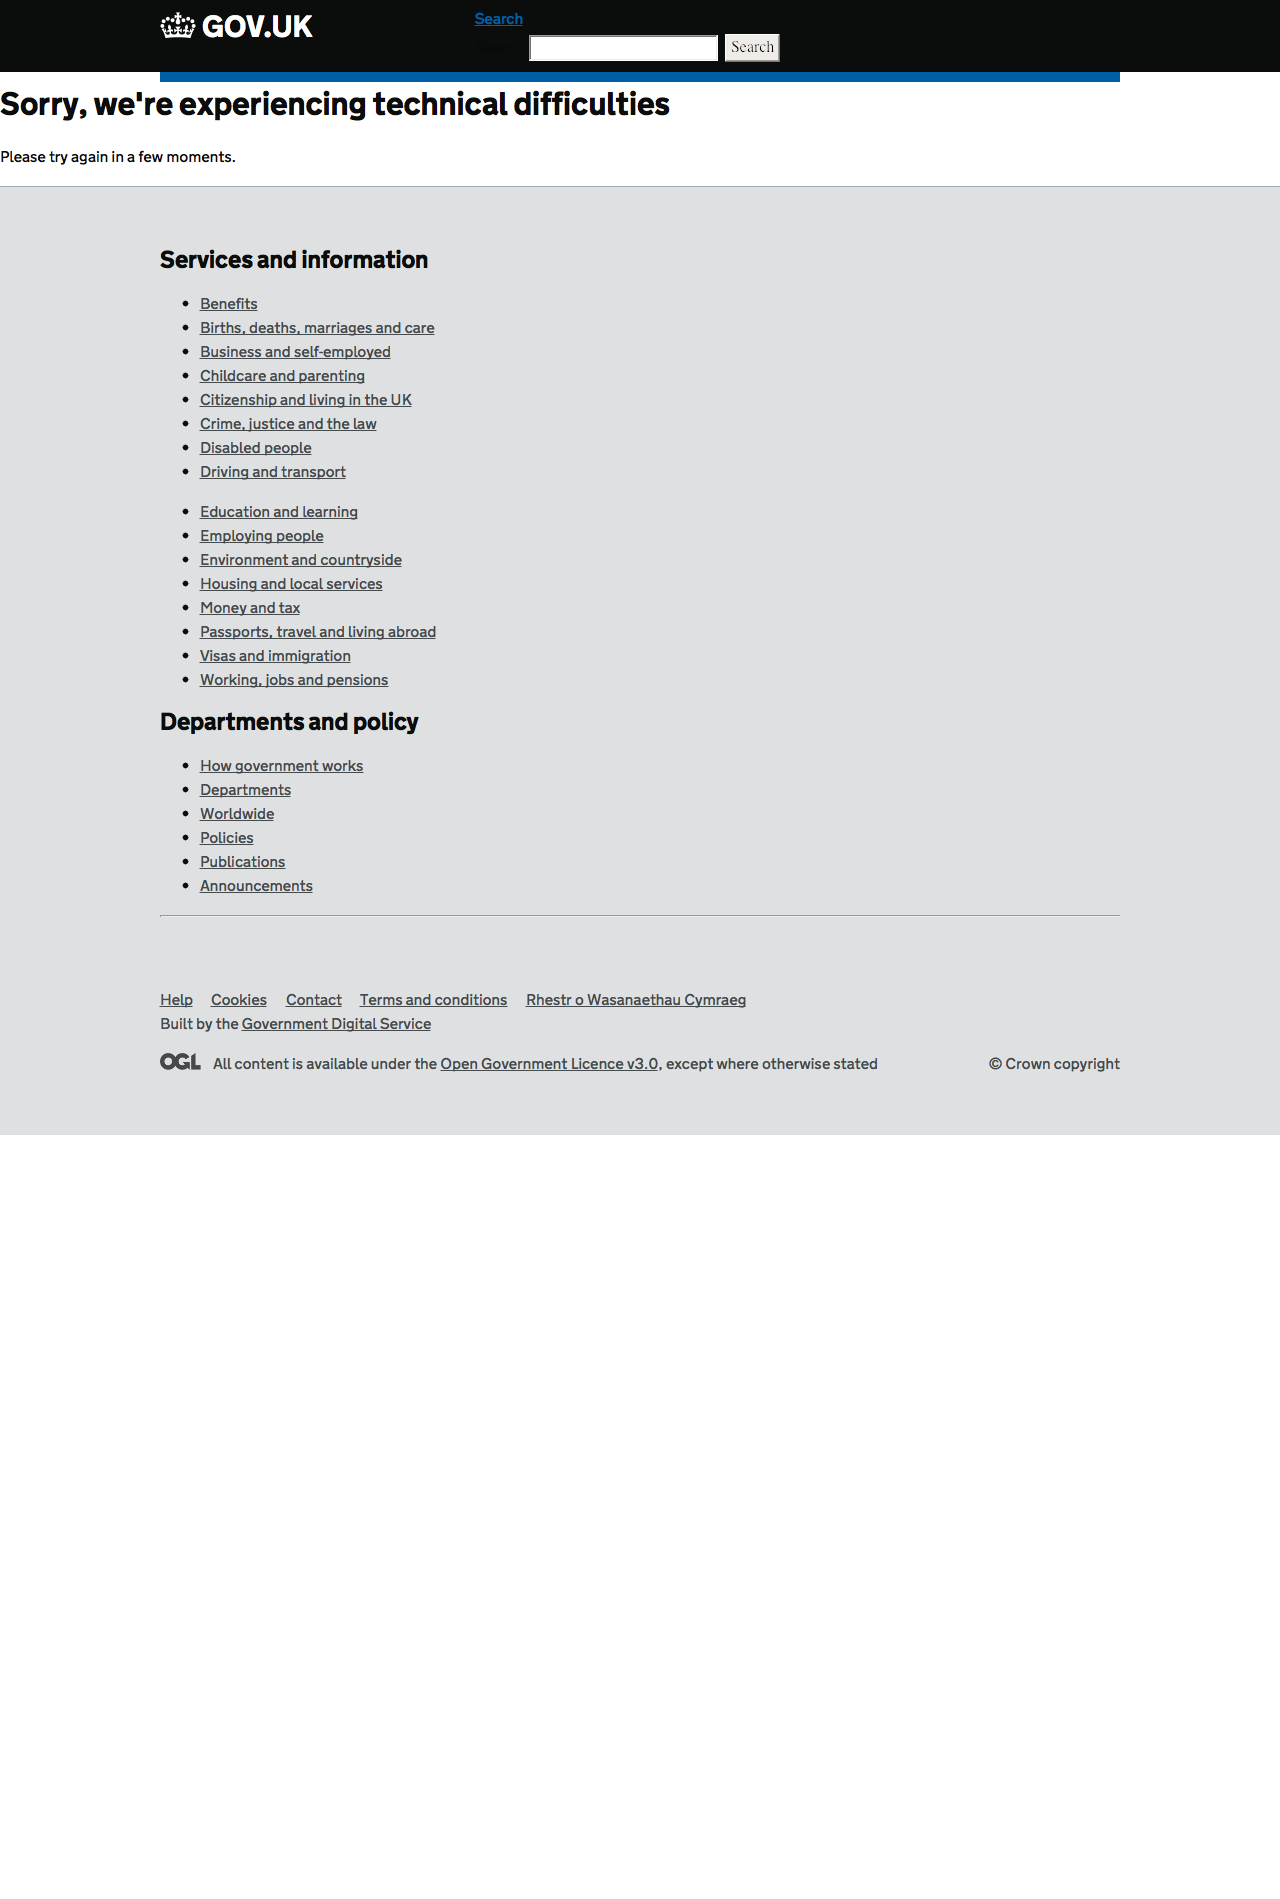 GOV.UK
Search
Search
Sorry, we're experiencing technical difficulties
Please try again in a few moments.
Services and information
Benefits
Births, deaths, marriages and care
Business and self-employed
Childcare and parenting
Citizenship and living in the UK
Crime, justice and the law
Disabled people
Driving and transport
Education and learning
Employing people
Environment and countryside
Housing and local services
Money and tax
Passports, travel and living abroad
Visas and immigration
Working, jobs and pensions
Departments and policy
How government works
Departments
Worldwide
Policies
Publications
Announcements
Help Cookies Contact Terms and conditions Rhestr o Wasanaethau Cymraeg
Built by the Government Digital Service
OGL All content is available under the Open Government Licence v3.0, except where otherwise stated © Crown copyright